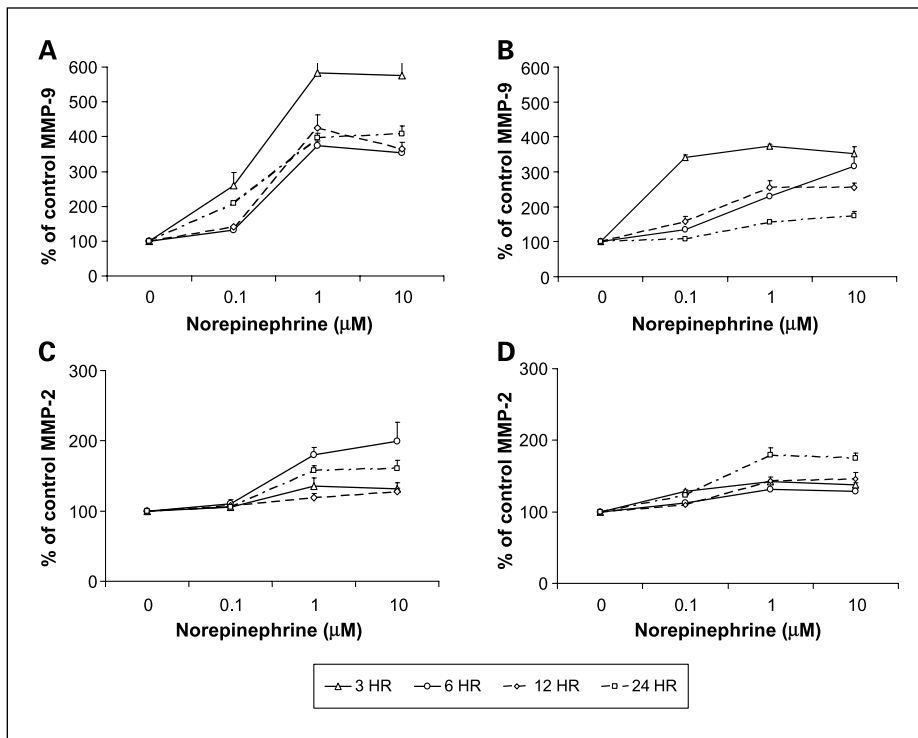 A
% of control MMP-9
600
500
400
300
200
100
0
0 0.1 1 10
Norepinephrine (μM)
B
% of control MMP-9
600
500
400
300
200
100
0
0 0.1 1 10
Norepinephrine (μM)
C
% of control MMP-2
300
200
100
0
0 0.1 1 10
Norepinephrine (μM)
D
% of control MMP-2
300
200
100
0
0 0.1 1 10
Norepinephrine (μM)
3 HR 6 HR 12 HR 24 HR